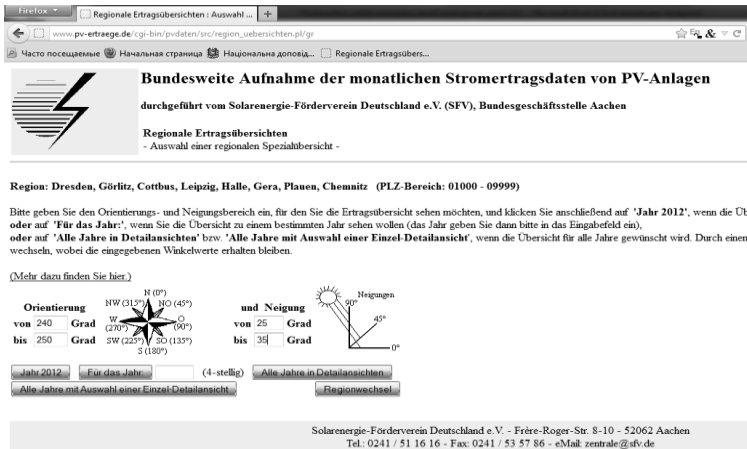 Firefox
Regionale Ertragsübersichten : Auswahl ...
www.pv-ertraege.de/cgi-bin/pvdaten/src/region_uebersichten.pl/gr
Часто посещаемые Начальная страница Національна доповід... Regionale Ertragsübers...
Bundesweite Aufnahme der monatlichen Stromertragsdaten von PV-Anlagen
durchgeführt vom Solarenergie-Förderverein Deutschland e.V. (SFV), Bundesgeschäftsstelle Aachen
Regionale Ertragsübersichten
- Auswahl einer regionalen Spezialübersicht -
Region: Dresden, Görlitz, Cottbus, Leipzig, Halle, Gera, Plauen, Chemnitz (PLZ-Bereich: 01000 - 09999)
Bitte geben Sie den Orientierungs- und Neigungsbereich ein, für den Sie die Ertragsübersicht sehen möchten, und klicken Sie anschließend auf 'Jahr 2012', wenn die Üb
oder auf 'Für das Jahr:', wenn Sie die Übersicht zu einem bestimmten Jahr sehen wollen (das Jahr geben Sie dann bitte in das Eingabefeld ein),
oder auf 'Alle Jahre in Detailansichten' bzw. 'Alle Jahre mit Auswahl einer Einzel-Detailansicht', wenn die Übersicht für alle Jahre gewünscht wird. Durch einen
wechseln, wobei die eingegebenen Winkelwerte erhalten bleiben.
(Mehr dazu finden Sie hier.)
Orientierung
von 240 Grad
bis 250 Grad
N (0°)
NW (315°) NO (45°)
W (270°) O (90°)
SW (225°) SO (135°)
S (180°)
und Neigung
von 25 Grad
bis 35 Grad
Neigungen
90°
45°
0°
Jahr 2012 Für das Jahr: (4-stellig) Alle Jahre in Detailansichten
Alle Jahre mit Auswahl einer Einzel-Detailansicht Regionwechsel
Solarenergie-Förderverein Deutschland e.V. - Frère-Roger-Str. 8-10 - 52062 Aachen
Tel.: 0241 / 51 16 16 - Fax: 0241 / 53 57 86 - eMail: zentrale@sfv.de